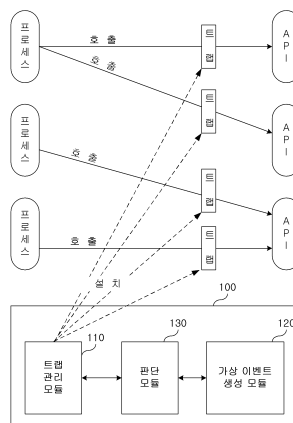 프로세스
호 출
트랩
API
호 출
트랩
API
프로세스
호 출
트랩
API
프로세스
호 출
트랩
설 치
100
110
130
120
트랩
관리
모듈
판단
모듈
가상 이벤트
생성 모듈